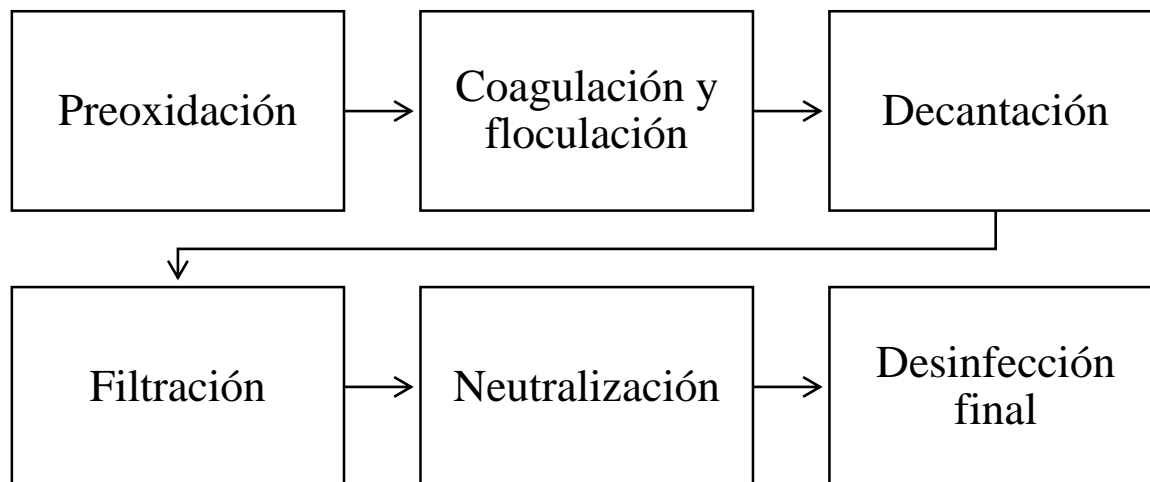 Preoxidación
Coagulación y
floculación
Decantación
Filtración
Neutralización
Desinfección
final